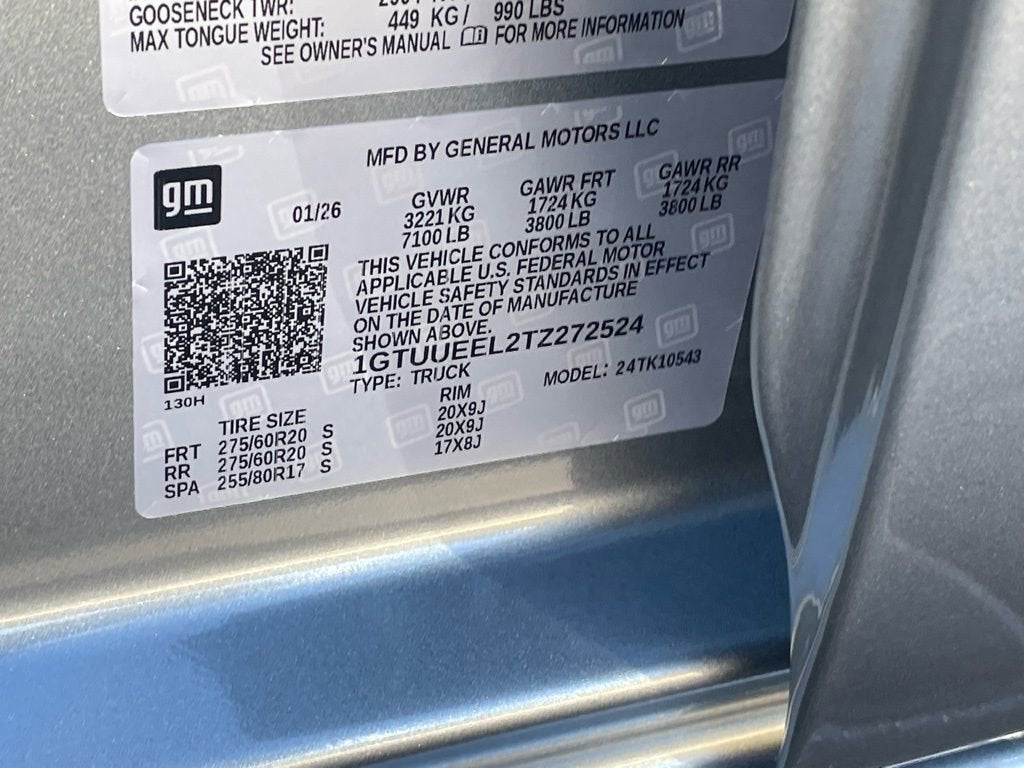 GOOSENECK TWR:
MAX TONGUE WEIGHT: 449 KG/ 990 LBS
SEE OWNER'S MANUAL FOR MORE INFORMATION
gm
MFD BY GENERAL MOTORS LLC
01/26
GVWR GAWR FRT GAWR RR
3221 KG 1724 KG 1724 KG
7100 LB 3800 LB 3800 LB
THIS VEHICLE CONFORMS TO ALL
APPLICABLE U.S. FEDERAL MOTOR
VEHICLE SAFETY STANDARDS IN EFFECT
ON THE DATE OF MANUFACTURE
SHOWN ABOVE.
1GTUUEEL2TZ272524
TYPE: TRUCK MODEL: 24TK10543
130H
TIRE SIZE RIM
FRT 275/60R20 S 20X9J
RR 275/60R20 S 20X9J
SPA 255/80R17 S 17X8J